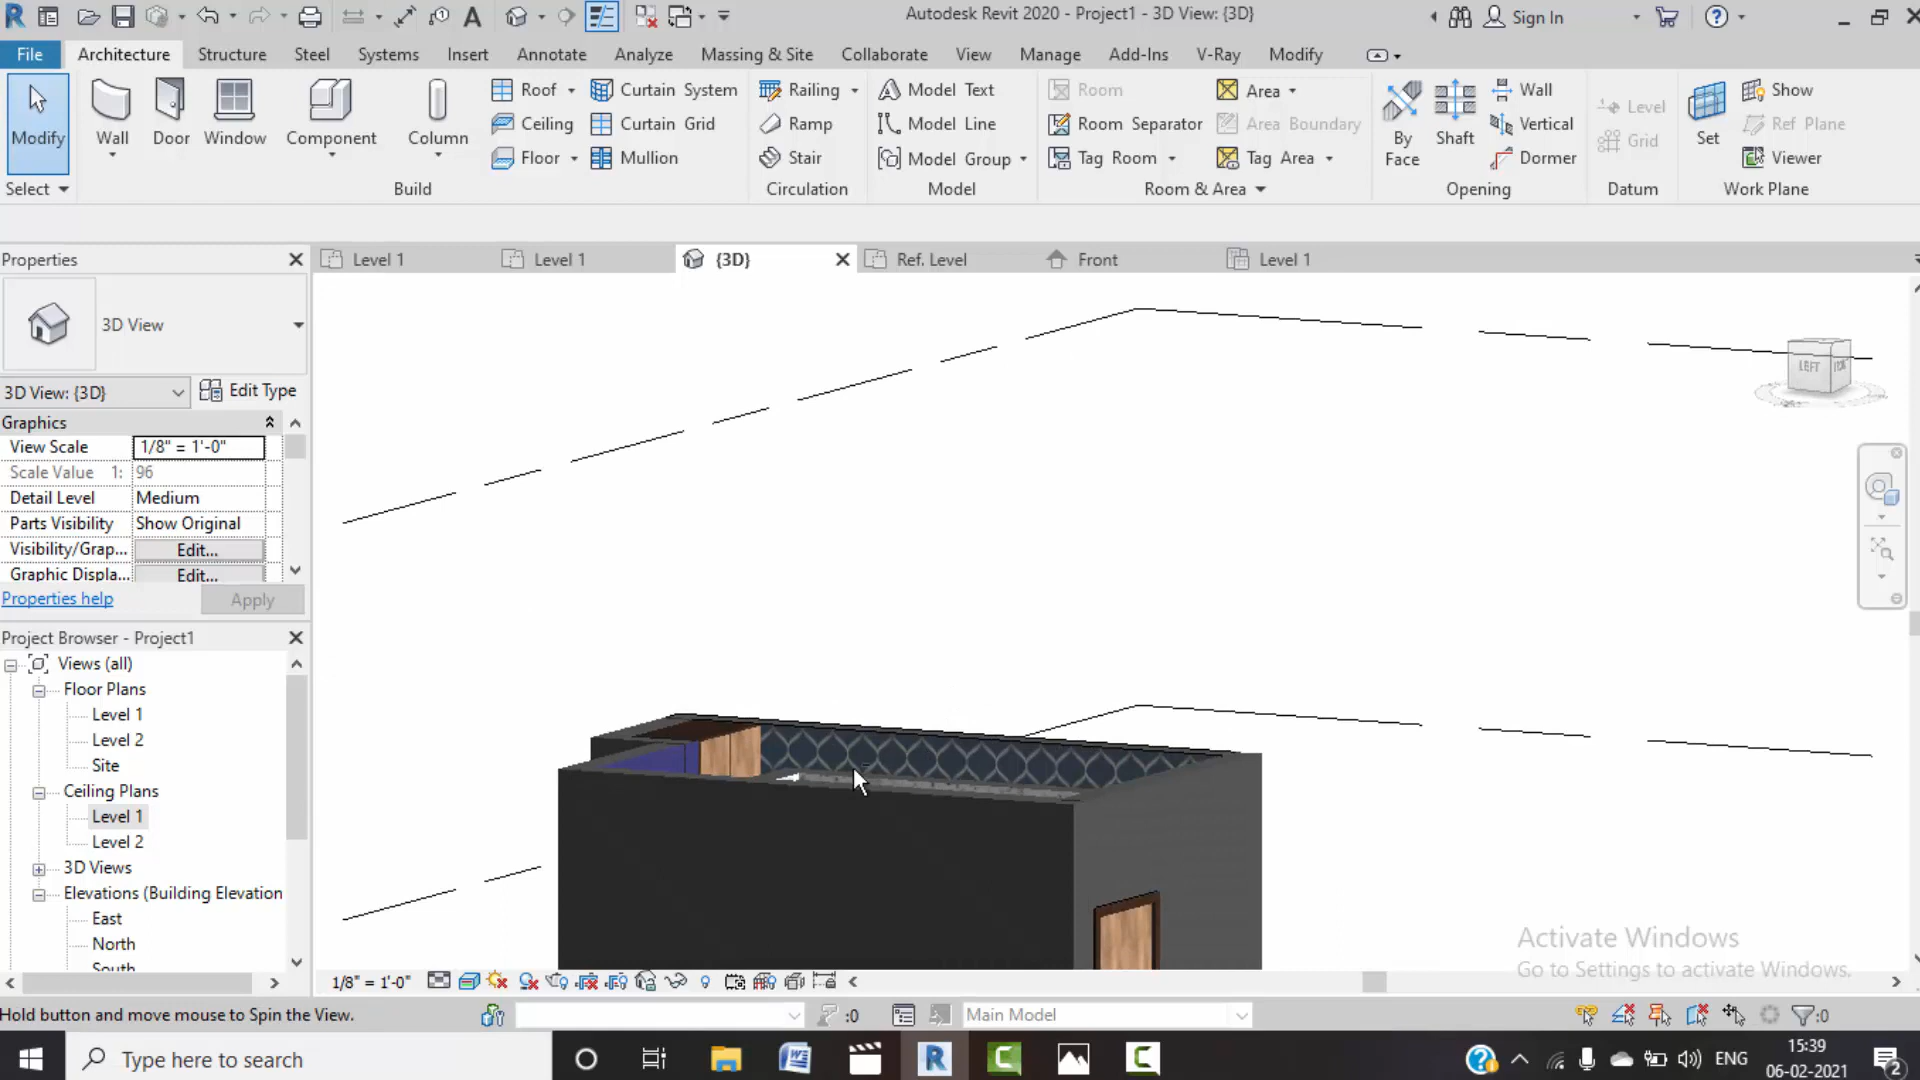 Autodesk Revit 2020 - Project1 - 3D View: {3D}
Sign In
File Architecture Structure Steel Systems Insert Annotate Analyze Massing & Site Collaborate View Manage Add-Ins V-Ray Modify
Modify
Wall
Door
Window
Component
Column
Roof
Ceiling
Floor
Curtain System
Curtain Grid
Mullion
Railing
Ramp
Stair
Model Text
Model Line
Model Group
Room
Room Separator
Tag Room
Area
Area Boundary
Tag Area
By Face
Shaft
Wall
Vertical
Dormer
Level
Grid
Set
Show
Ref Plane
Viewer
Select
Build
Circulation
Model
Room & Area
Opening
Datum
Work Plane
Properties
Level 1
Level 1
{3D}
Ref. Level
Front
Level 1
3D View
3D View: {3D}
Edit Type
Graphics
View Scale 1/8" = 1'-0"
Scale Value 1: 96
Detail Level Medium
Parts Visibility Show Original
Visibility/Grap... Edit...
Graphic Displa... Edit...
Properties help
Apply
LEFT
Project Browser - Project1
Views (all)
Floor Plans
Level 1
Level 2
Site
Ceiling Plans
Level 1
Level 2
3D Views
Elevations (Building Elevation
East
North
South
Activate Windows
Go to Settings to activate Windows.
1/8" = 1'-0"
Hold button and move mouse to Spin the View.
:0
Main Model
:0
Type here to search
ENG
15:39
06-02-2021
2